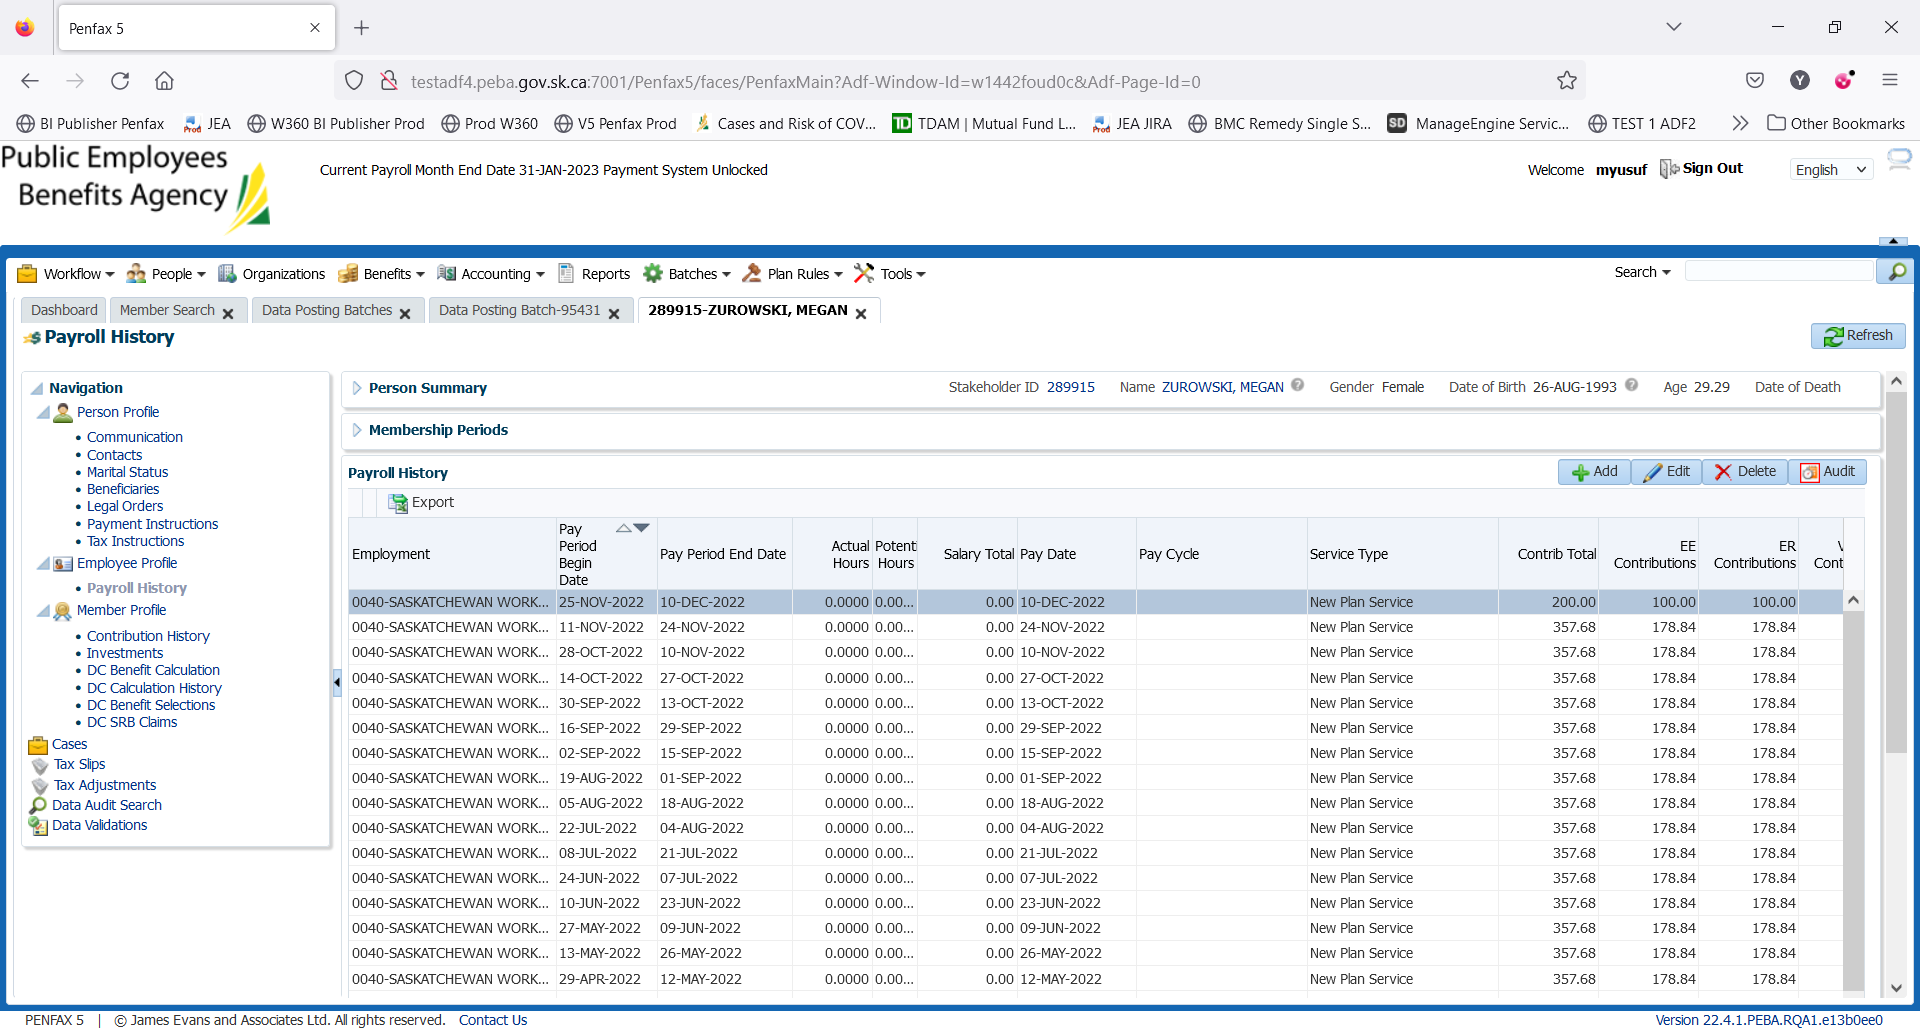 Penfax 5
testadf4.peba.gov.sk.ca:7001/Penfax5/faces/PenfaxMain?Adf-Window-Id=w1442foud0c&Adf-Page-Id=0
BI Publisher Penfax JEA W360 BI Publisher Prod Prod W360 V5 Penfax Prod Cases and Risk of COV... TDAM | Mutual Fund L... JEA JIRA BMC Remedy Single S... SD ManageEngine Servic... TEST 1 ADF2 Other Bookmarks
Public Employees
Benefits Agency
Current Payroll Month End Date 31-JAN-2023 Payment System Unlocked
Welcome myusuf Sign Out English
Workflow People Organizations Benefits Accounting Reports Batches Plan Rules Tools Search
Dashboard Member Search Data Posting Batches Data Posting Batch-95431 289915-ZUROWSKI, MEGAN
Payroll History
Refresh
Navigation
Person Profile
Communication
Contacts
Marital Status
Beneficiaries
Legal Orders
Payment Instructions
Tax Instructions
Employee Profile
Payroll History
Member Profile
Contribution History
Investments
DC Benefit Calculation
DC Calculation History
DC Benefit Selections
DC SRB Claims
Cases
Tax Slips
Tax Adjustments
Data Audit Search
Data Validations
Person Summary Stakeholder ID 289915 Name ZUROWSKI, MEGAN Gender Female Date of Birth 26-AUG-1993 Age 29.29 Date of Death
Membership Periods
Payroll History Add Edit Delete Audit
Export
Employment Pay Period Begin Date Pay Period End Date Actual Hours Potenti Hours Salary Total Pay Date Pay Cycle Service Type Contrib Total EE Contributions ER Contributions V Cont
0040-SASKATCHEWAN WORK... 25-NOV-2022 10-DEC-2022 0.0000 0.00... 0.00 10-DEC-2022 New Plan Service 200.00 100.00 100.00
0040-SASKATCHEWAN WORK... 11-NOV-2022 24-NOV-2022 0.0000 0.00... 0.00 24-NOV-2022 New Plan Service 357.68 178.84 178.84
0040-SASKATCHEWAN WORK... 28-OCT-2022 10-NOV-2022 0.0000 0.00... 0.00 10-NOV-2022 New Plan Service 357.68 178.84 178.84
0040-SASKATCHEWAN WORK... 14-OCT-2022 27-OCT-2022 0.0000 0.00... 0.00 27-OCT-2022 New Plan Service 357.68 178.84 178.84
0040-SASKATCHEWAN WORK... 30-SEP-2022 13-OCT-2022 0.0000 0.00... 0.00 13-OCT-2022 New Plan Service 357.68 178.84 178.84
0040-SASKATCHEWAN WORK... 16-SEP-2022 29-SEP-2022 0.0000 0.00... 0.00 29-SEP-2022 New Plan Service 357.68 178.84 178.84
0040-SASKATCHEWAN WORK... 02-SEP-2022 15-SEP-2022 0.0000 0.00... 0.00 15-SEP-2022 New Plan Service 357.68 178.84 178.84
0040-SASKATCHEWAN WORK... 19-AUG-2022 01-SEP-2022 0.0000 0.00... 0.00 01-SEP-2022 New Plan Service 357.68 178.84 178.84
0040-SASKATCHEWAN WORK... 05-AUG-2022 18-AUG-2022 0.0000 0.00... 0.00 18-AUG-2022 New Plan Service 357.68 178.84 178.84
0040-SASKATCHEWAN WORK... 22-JUL-2022 04-AUG-2022 0.0000 0.00... 0.00 04-AUG-2022 New Plan Service 357.68 178.84 178.84
0040-SASKATCHEWAN WORK... 08-JUL-2022 21-JUL-2022 0.0000 0.00... 0.00 21-JUL-2022 New Plan Service 357.68 178.84 178.84
0040-SASKATCHEWAN WORK... 24-JUN-2022 07-JUL-2022 0.0000 0.00... 0.00 07-JUL-2022 New Plan Service 357.68 178.84 178.84
0040-SASKATCHEWAN WORK... 10-JUN-2022 23-JUN-2022 0.0000 0.00... 0.00 23-JUN-2022 New Plan Service 357.68 178.84 178.84
0040-SASKATCHEWAN WORK... 27-MAY-2022 09-JUN-2022 0.0000 0.00... 0.00 09-JUN-2022 New Plan Service 357.68 178.84 178.84
0040-SASKATCHEWAN WORK... 13-MAY-2022 26-MAY-2022 0.0000 0.00... 0.00 26-MAY-2022 New Plan Service 357.68 178.84 178.84
0040-SASKATCHEWAN WORK... 29-APR-2022 12-MAY-2022 0.0000 0.00... 0.00 12-MAY-2022 New Plan Service 357.68 178.84 178.84
PENFAX 5 | © James Evans and Associates Ltd. All rights reserved. Contact Us Version 22.4.1.PEBA.RQA1.e13b0ee0